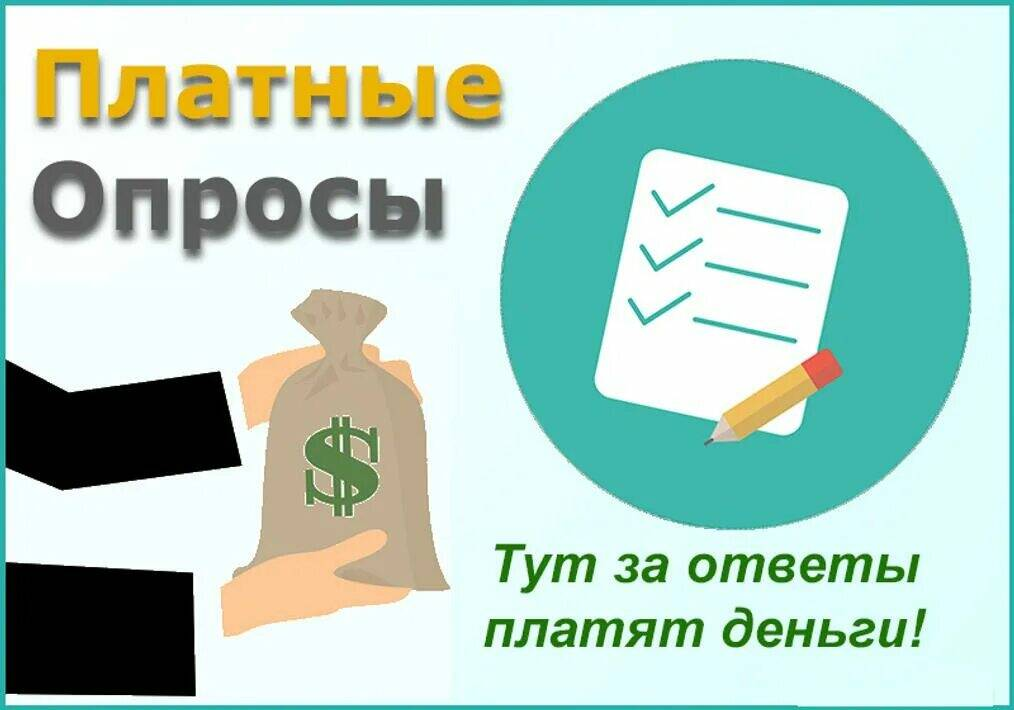 Платные
Опросы
$
Тут за ответы
платят деньги!